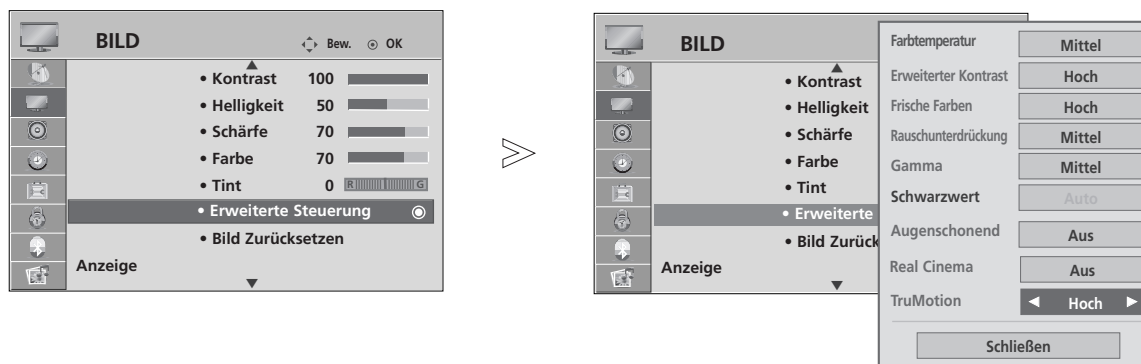 BILD Bew. OK
• Kontrast 100
• Helligkeit 50
• Schärfe 70
• Farbe 70
• Tint 0 R G
• Erweiterte Steuerung
• Bild Zurücksetzen
Anzeige
BILD
• Kontrast
• Helligkeit
• Schärfe
• Farbe
• Tint
• Erweiterte
• Bild Zurück
Anzeige
Farbtemperatur Mittel
Erweiterter Kontrast Hoch
Frische Farben Hoch
Rauschunterdrückung Mittel
Gamma Mittel
Schwarzwert Auto
Augenschonend Aus
Real Cinema Aus
TruMotion Hoch
Schließen